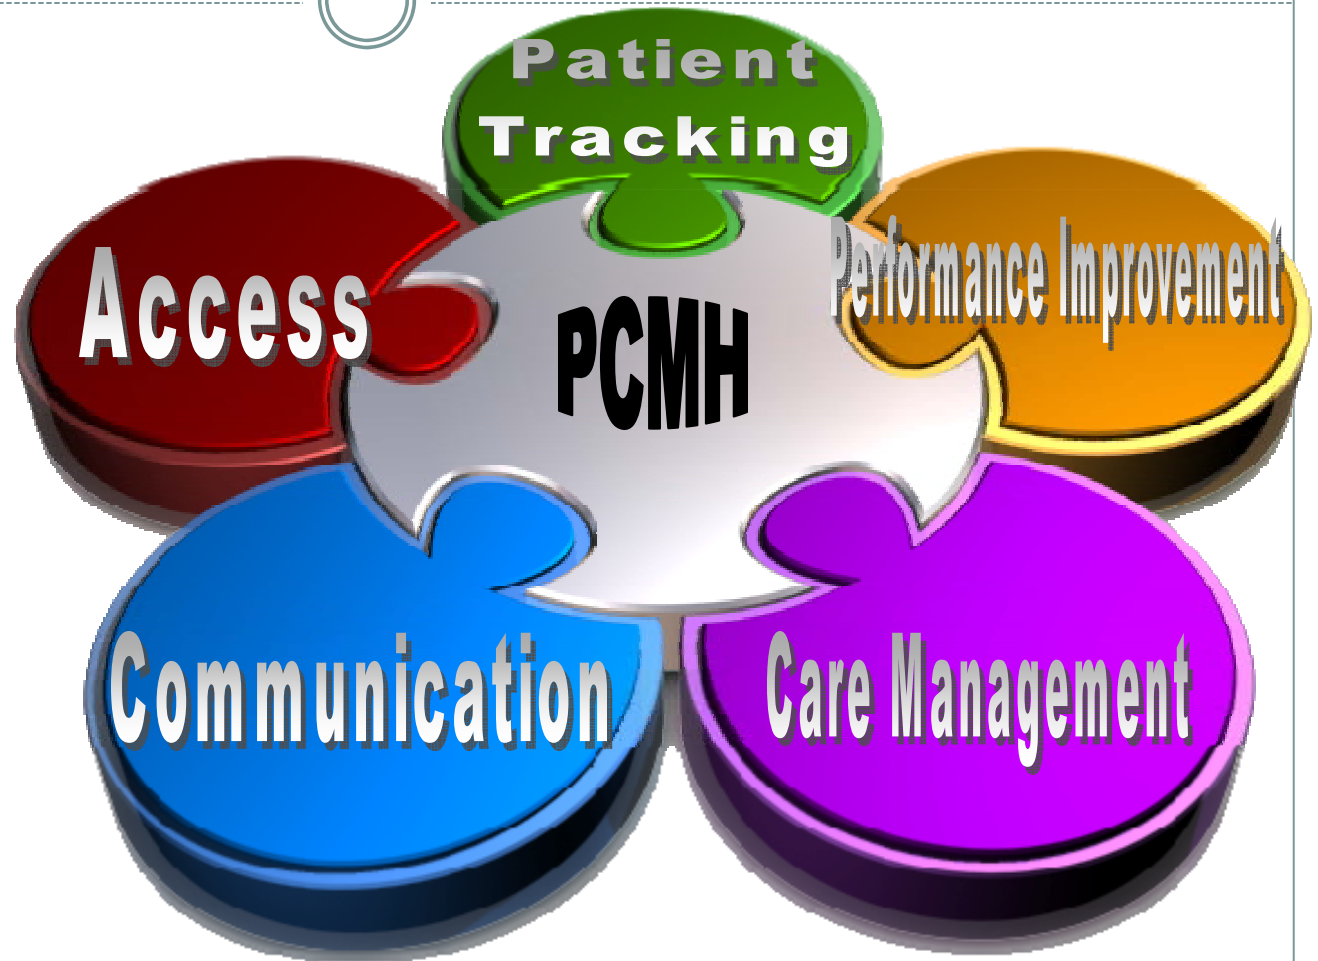 Patient
Tracking
Access
Performance Improvement
PCMH
Communication
Care Management